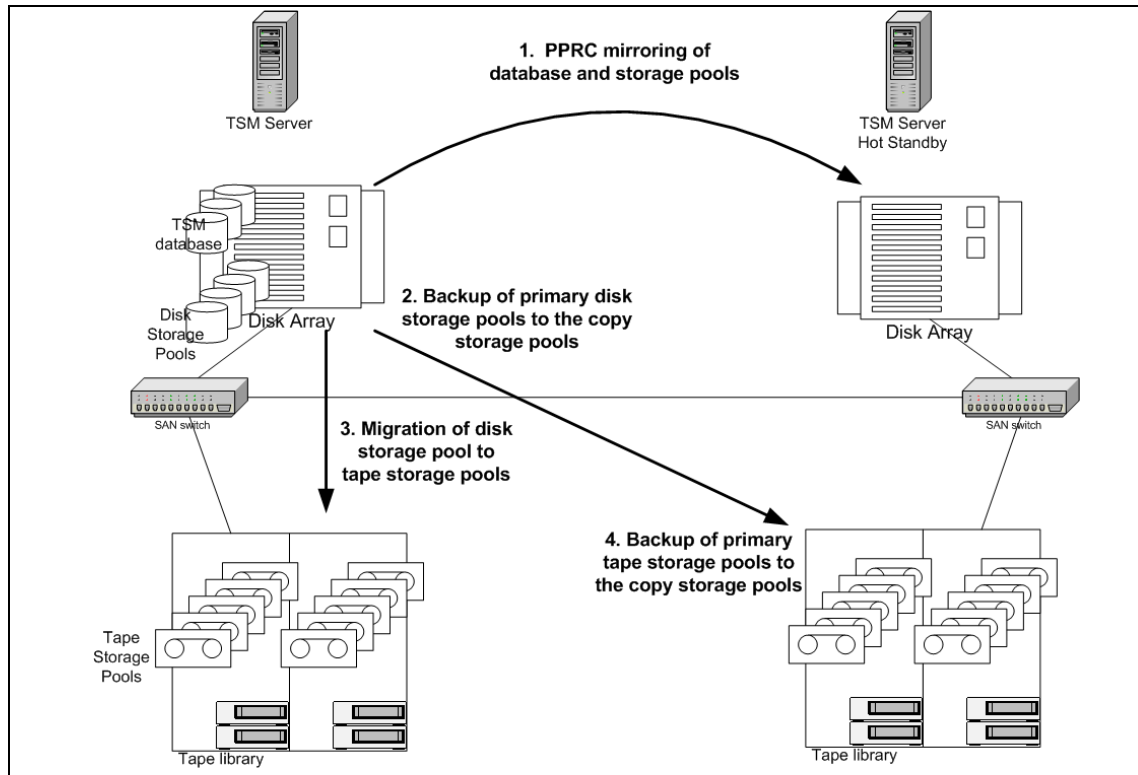 1. PPRC mirroring of
database and storage pools
TSM Server
TSM Server
Hot Standby
TSM
database
Disk
Storage
Pools
Disk Array
2. Backup of primary disk
storage pools to the copy
storage pools
Disk Array
SAN switch
SAN switch
3. Migration of disk
storage pool to
tape storage pools
4. Backup of primary
tape storage pools to
the copy storage pools
Tape
Storage
Pools
Tape library
Tape library